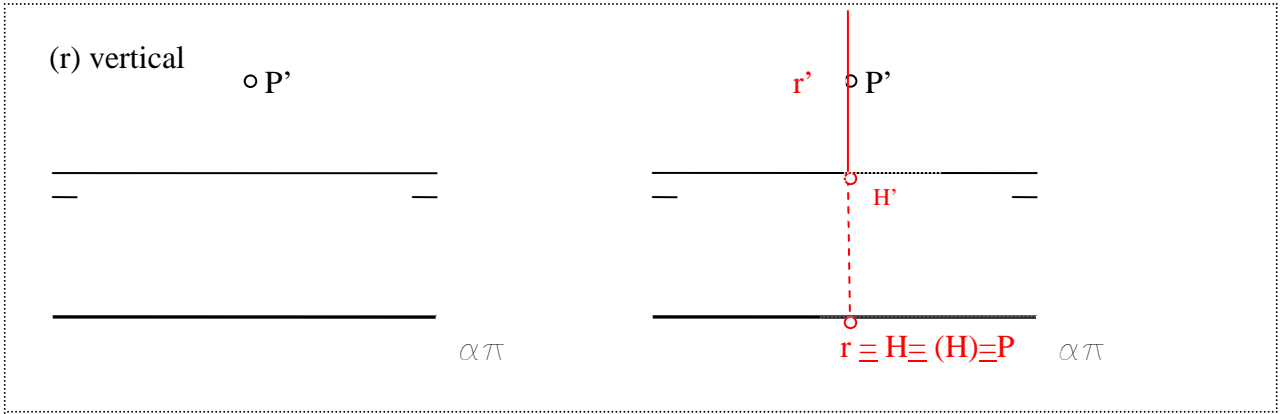 (r) vertical
P’
r’ P’
H’
απ
r ≡ H≡ (H)≡P απ